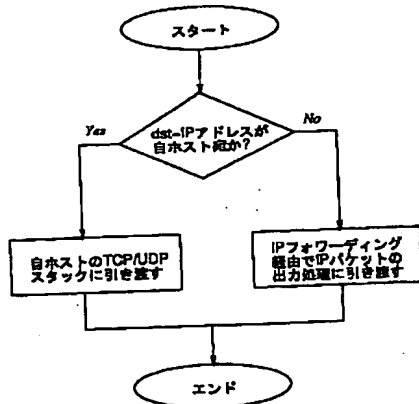 スタート
Yes
No
dst-IPアドレスが
自ホスト宛か?
自ホストのTCP/UDP
スタックに引き渡す
IPフォワーディング
経由でIPパケットの
出力処理に引き渡す
エンド